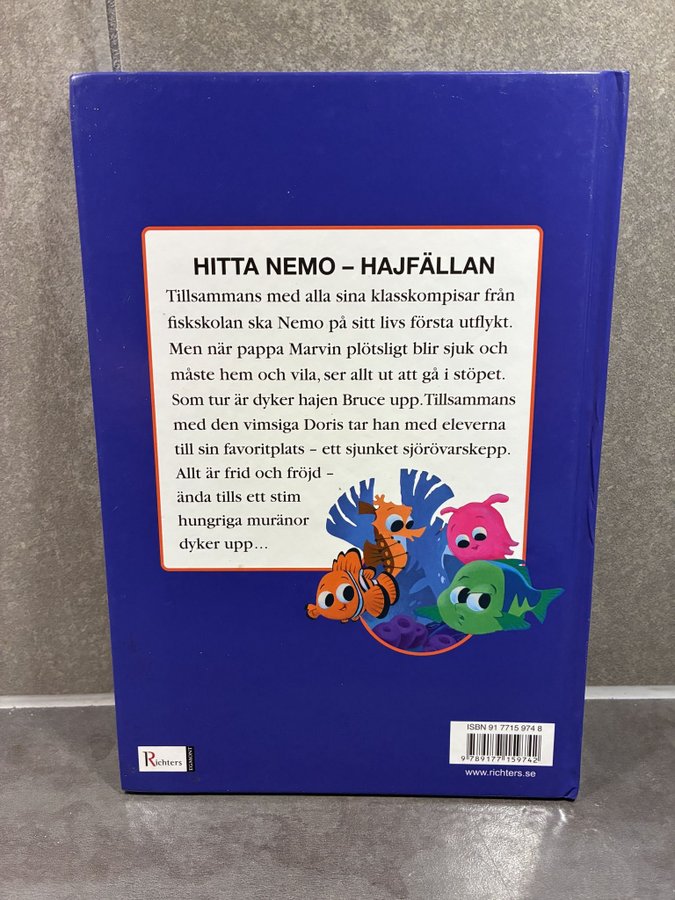 HITTA NEMO – HAJFÄLLAN
Tillsammans med alla sina klasskompisar från
fiskskolan ska Nemo på sitt livs första utflykt.
Men när pappa Marvin plötsligt blir sjuk och
måste hem och vila, ser allt ut att gå i stöpet.
Som tur är dyker hajen Bruce upp. Tillsammans
med den vimsiga Doris tar han med eleverna
till sin favoritplats – ett sjunket sjörövarskepp.
Allt är frid och fröjd –
ända tills ett stim
hungriga muränor
dyker upp…
ISBN 91 7715 974 8
9 789177 159742
www.richters.se
Richters
EGMONT